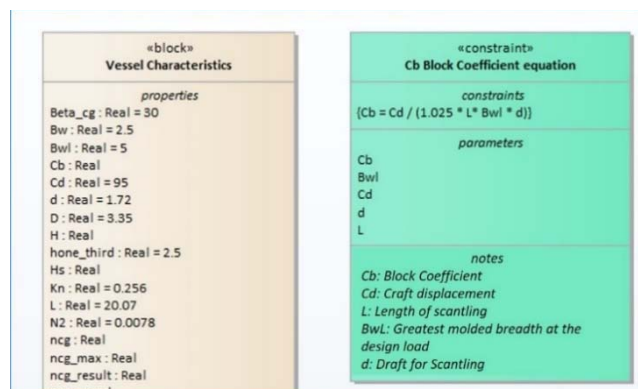 «block»
Vessel Characteristics
properties
Beta_cg : Real = 30
Bw : Real = 2.5
Bwl : Real = 5
Cb : Real
Cd : Real = 95
d : Real = 1.72
D : Real = 3.35
H : Real
hone_third : Real = 2.5
Hs : Real
Kn : Real = 0.256
L : Real = 20.07
N2 : Real = 0.0078
ncg : Real
ncg_max : Real
ncg_result : Real
«constraint»
Cb Block Coefficient equation
constraints
{Cb = Cd / (1.025 * L* Bwl * d)}
parameters
Cb
Bwl
Cd
d
L
notes
Cb: Block Coefficient
Cd: Craft displacement
L: Length of scantling
BwL: Greatest molded breadth at the
design load
d: Draft for Scantling